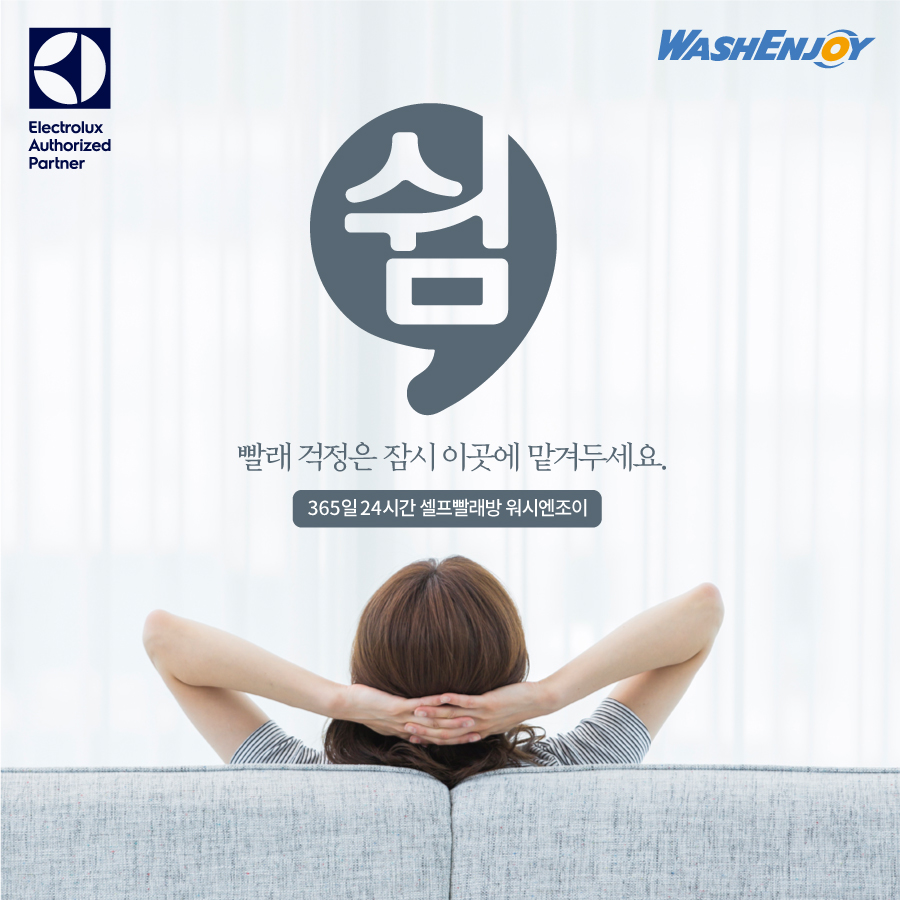 Electrolux
Authorized
Partner
WASHENJOY
쉼
빨래 걱정은 잠시 이곳에 맡겨두세요.
365일 24시간 셀프빨래방 워시엔조이